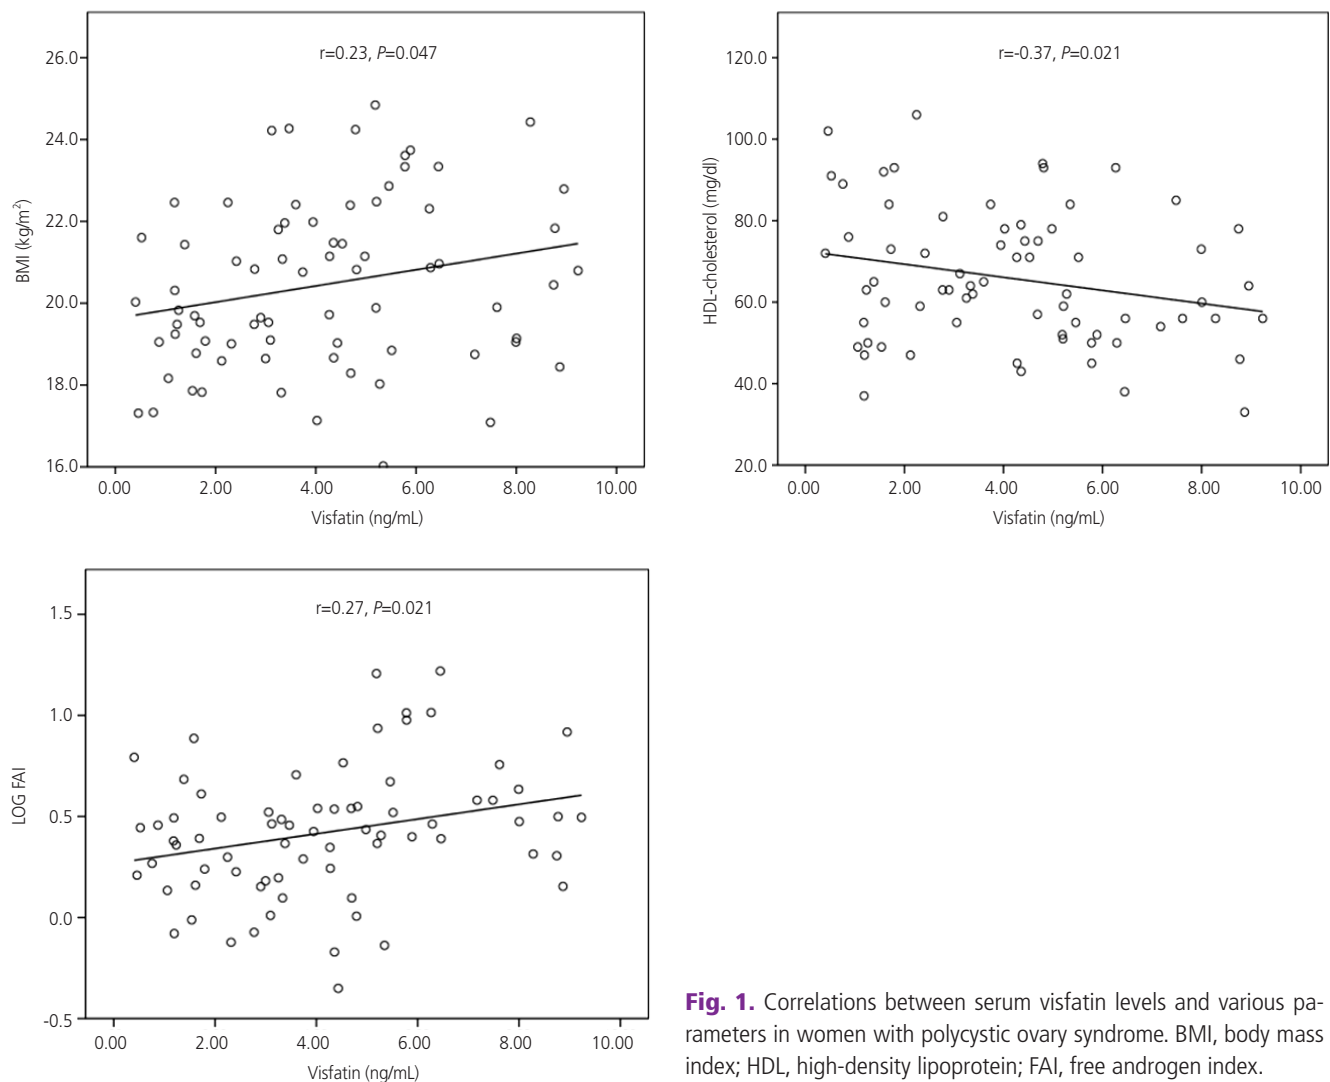 r=0.23, P=0.047
26.0
24.0
22.0
20.0
18.0
16.0
BMI (kg/m²)
0.00 2.00 4.00 6.00 8.00 10.00
Visfatin (ng/mL)
r=-0.37, P=0.021
120.0
100.0
80.0
60.0
40.0
20.0
HDL-cholesterol (mg/dl)
0.00 2.00 4.00 6.00 8.00 10.00
Visfatin (ng/mL)
r=0.27, P=0.021
1.5
1.0
0.5
0.0
-0.5
LOG FAI
0.00 2.00 4.00 6.00 8.00 10.00
Visfatin (ng/mL)
Fig. 1. Correlations between serum visfatin levels and various pa-
rameters in women with polycystic ovary syndrome. BMI, body mass
index; HDL, high-density lipoprotein; FAI, free androgen index.